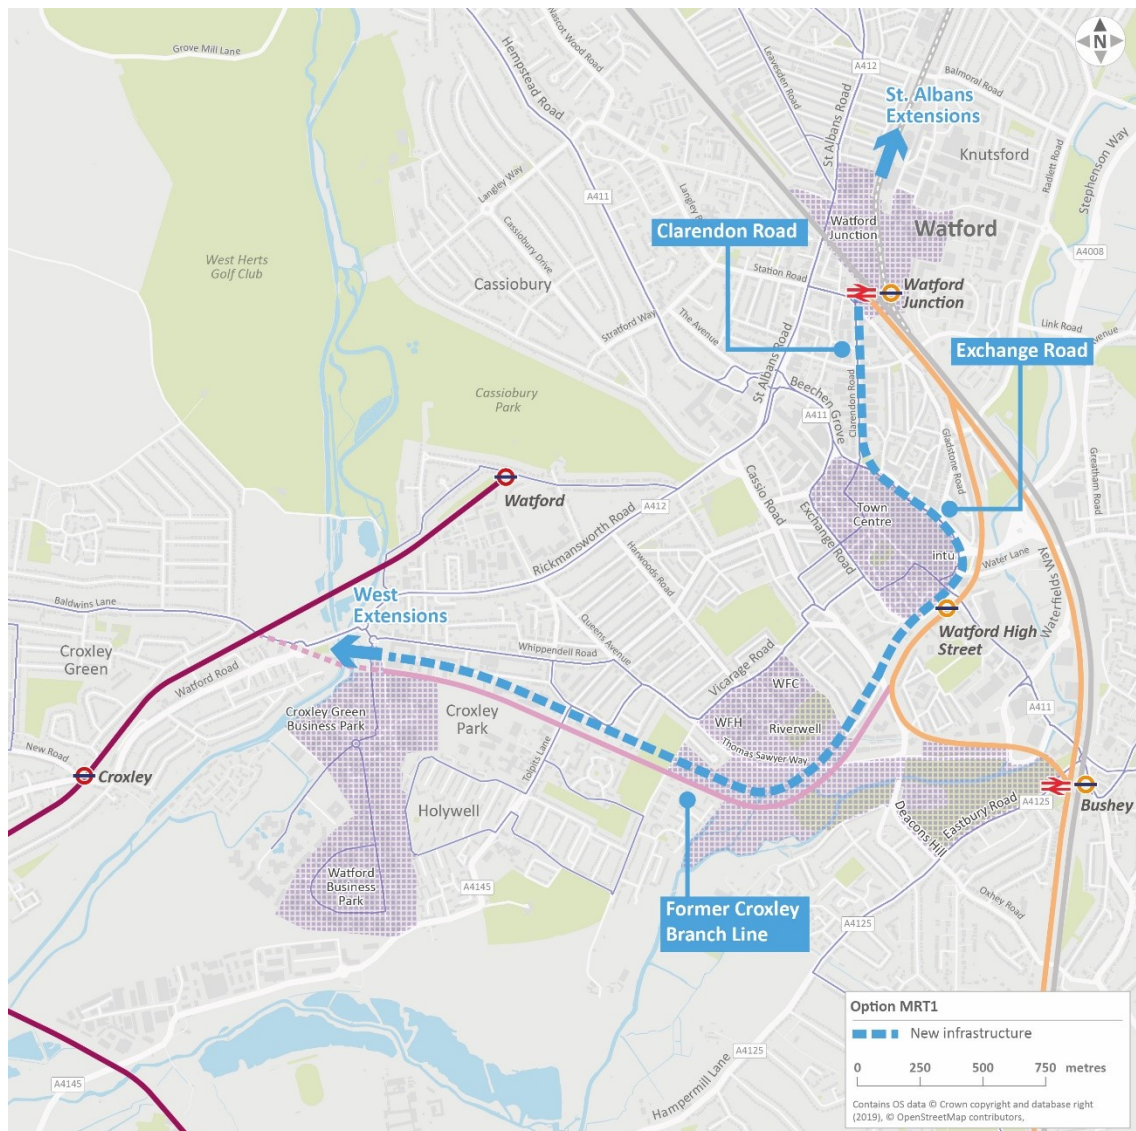 Grove Mill Lane
Hempstead Road
Nascot Wood Road
Leavesden Road
A412
Balmoral Road
N
St. Albans
Extensions
St Albans Road
Knutsford
Radlett Road
Stephenson Way
Langley Way
A411
Watford
Junction
Watford
Clarendon Road
A4008
West Herts
Golf Club
Cassiobury Drive
Cassiobury
Station Road
Watford
Junction
Stratford Way
The Avenue
Link Road
Exchange Road
St Albans Road
Beechen Grove
Clarendon Road
A411
Cassiobury
Park
Gladstone Road
Greatham Road
Watford
Cassio Road
A412
Rickmansworth Road
Exchange Road
Town
Centre
intu
Water Lane
Harwoods Road
Waterfields Way
West
Extensions
Baldwins Lane
Croxley
Green
Watford Road
Queens Avenue
Whippendell Road
Watford High
Street
Vicarage Road
WFC
WFH
Riverwell
Thomas Sawyer Way
A411
Croxley Green
Business Park
Croxley
Park
New Road
Croxley
Tolpits Lane
Holywell
Deacons Hill
Eastbury Road
A4125
Bushey
Watford
Business
Park
A4145
Oxhey Road
Former Croxley
Branch Line
A4125
Option MRT1
New infrastructure
0 250 500 750 metres
Contains OS data © Crown copyright and database right
(2019), © OpenStreetMap contributors,
A4125
Hampermill Lane
A4145